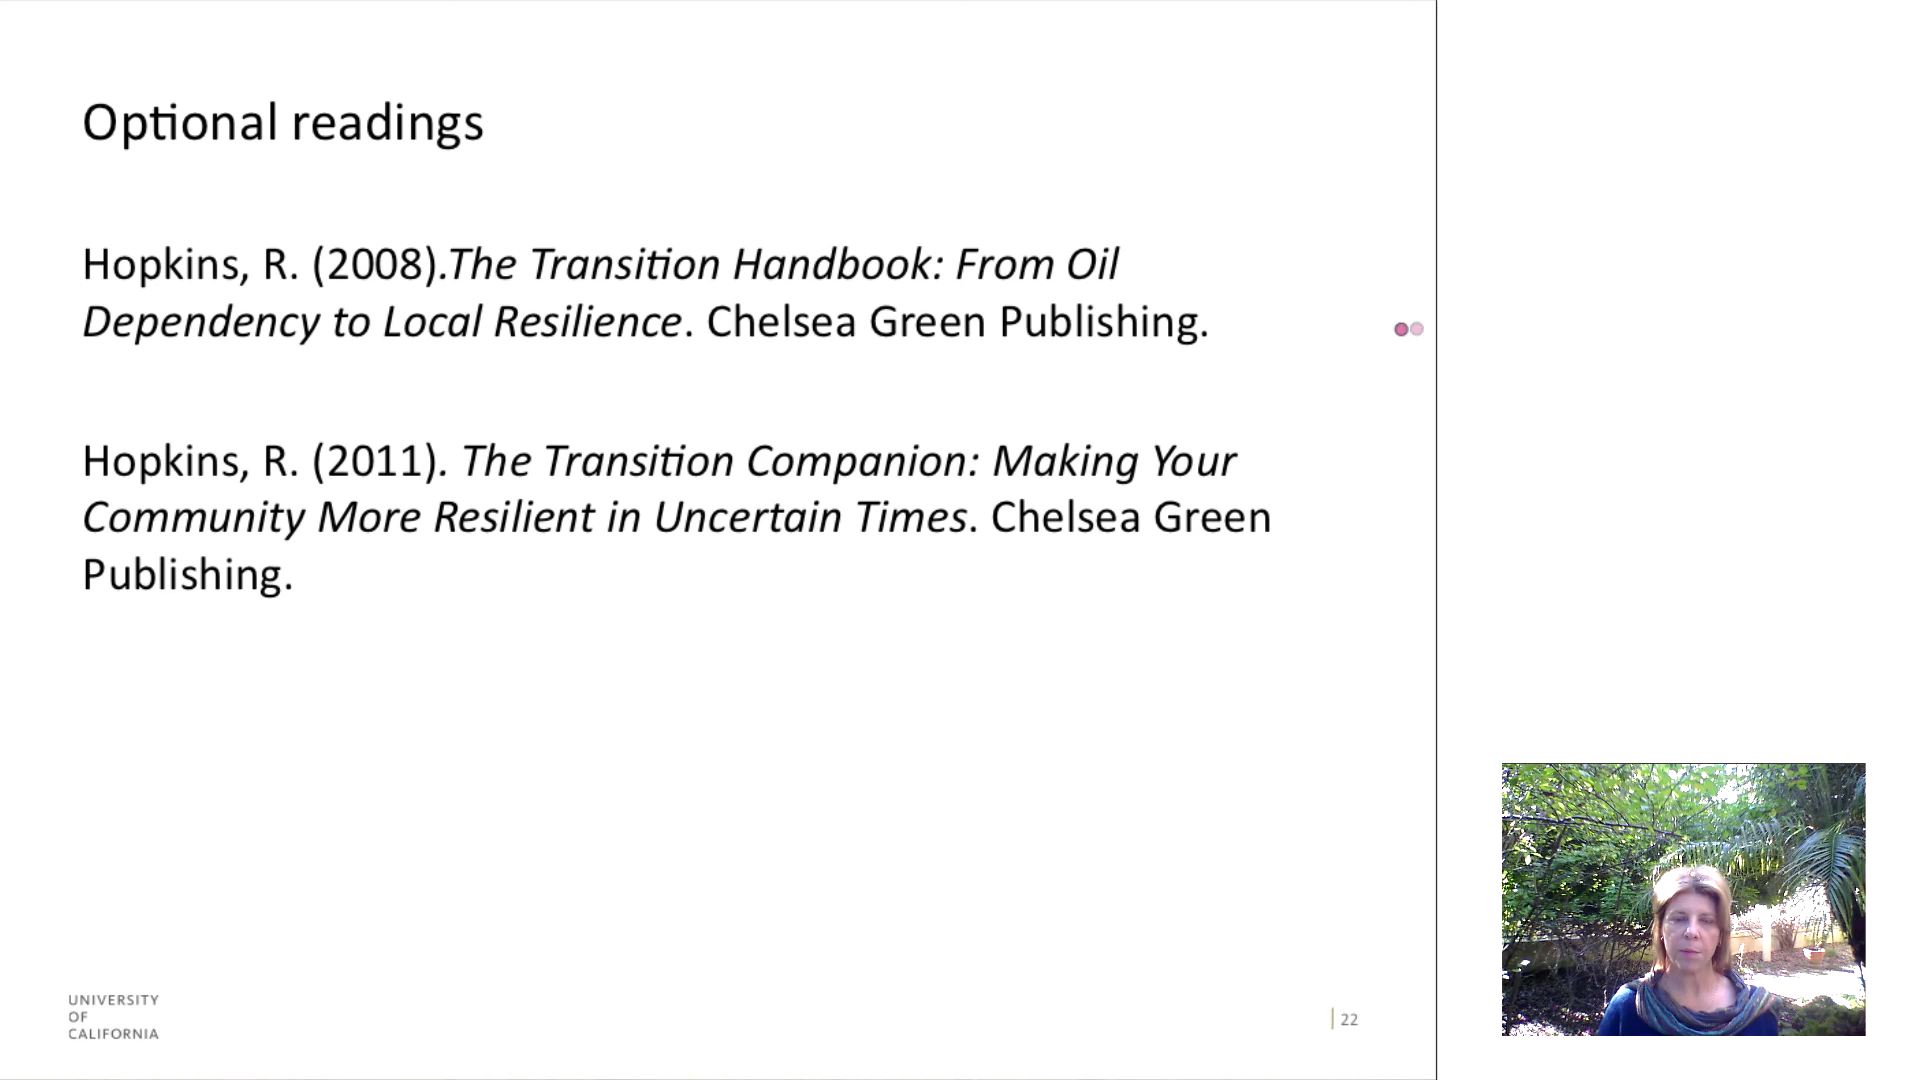 Optional readings
Hopkins, R. (2008).The Transition Handbook: From Oil
Dependency to Local Resilience. Chelsea Green Publishing.
Hopkins, R. (2011). The Transition Companion: Making Your
Community More Resilient in Uncertain Times. Chelsea Green
Publishing.
UNIVERSITY
OF
CALIFORNIA
22